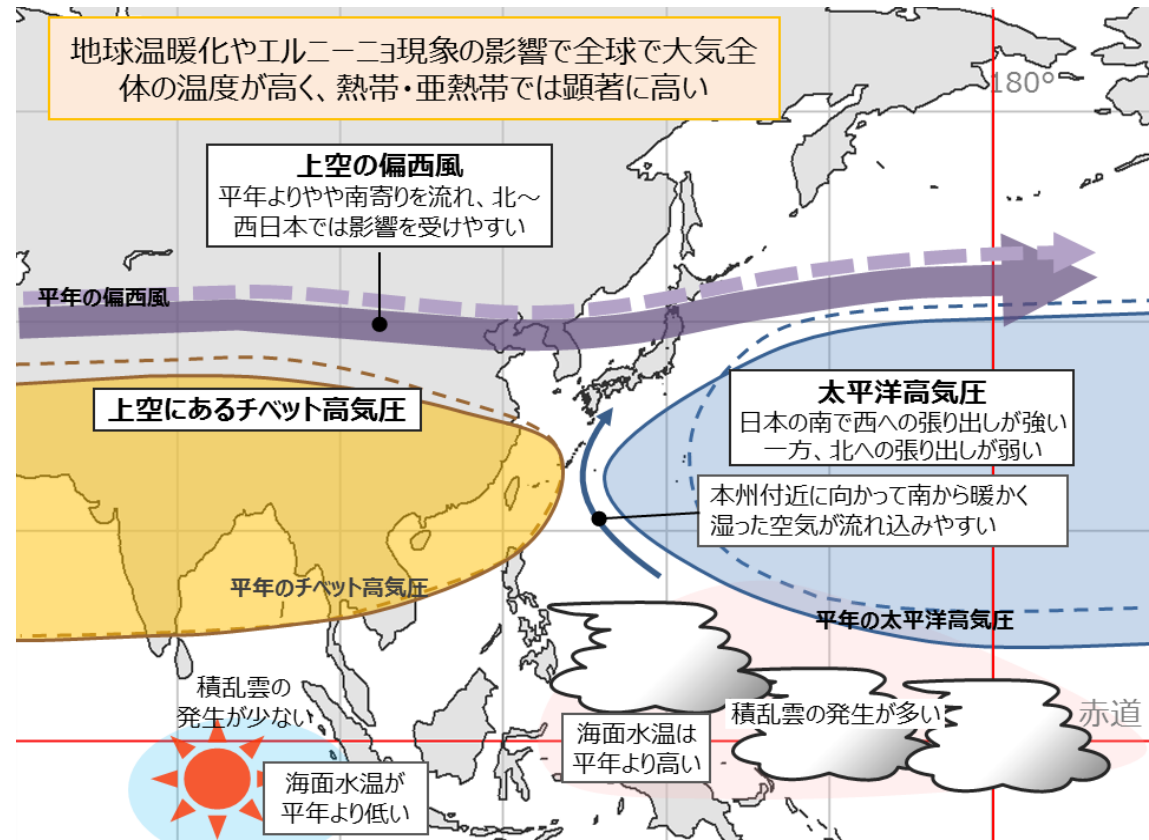 地球温暖化やエルニーニョ現象の影響で全球で大気全
体の温度が高く、熱帯・亜熱帯では顕著に高い
180°
上空の偏西風
平年よりやや南寄りを流れ、北～
西日本では影響を受けやすい
平年の偏西風
上空にあるチベット高気圧
太平洋高気圧
日本の南で西への張り出しが強い
一方、北への張り出しが弱い
本州付近に向かって南から暖かく
湿った空気が流れ込みやすい
平年のチベット高気圧
平年の太平洋高気圧
積乱雲の
発生が少ない
積乱雲の発生が多い
赤道
海面水温は
平年より高い
海面水温が
平年より低い